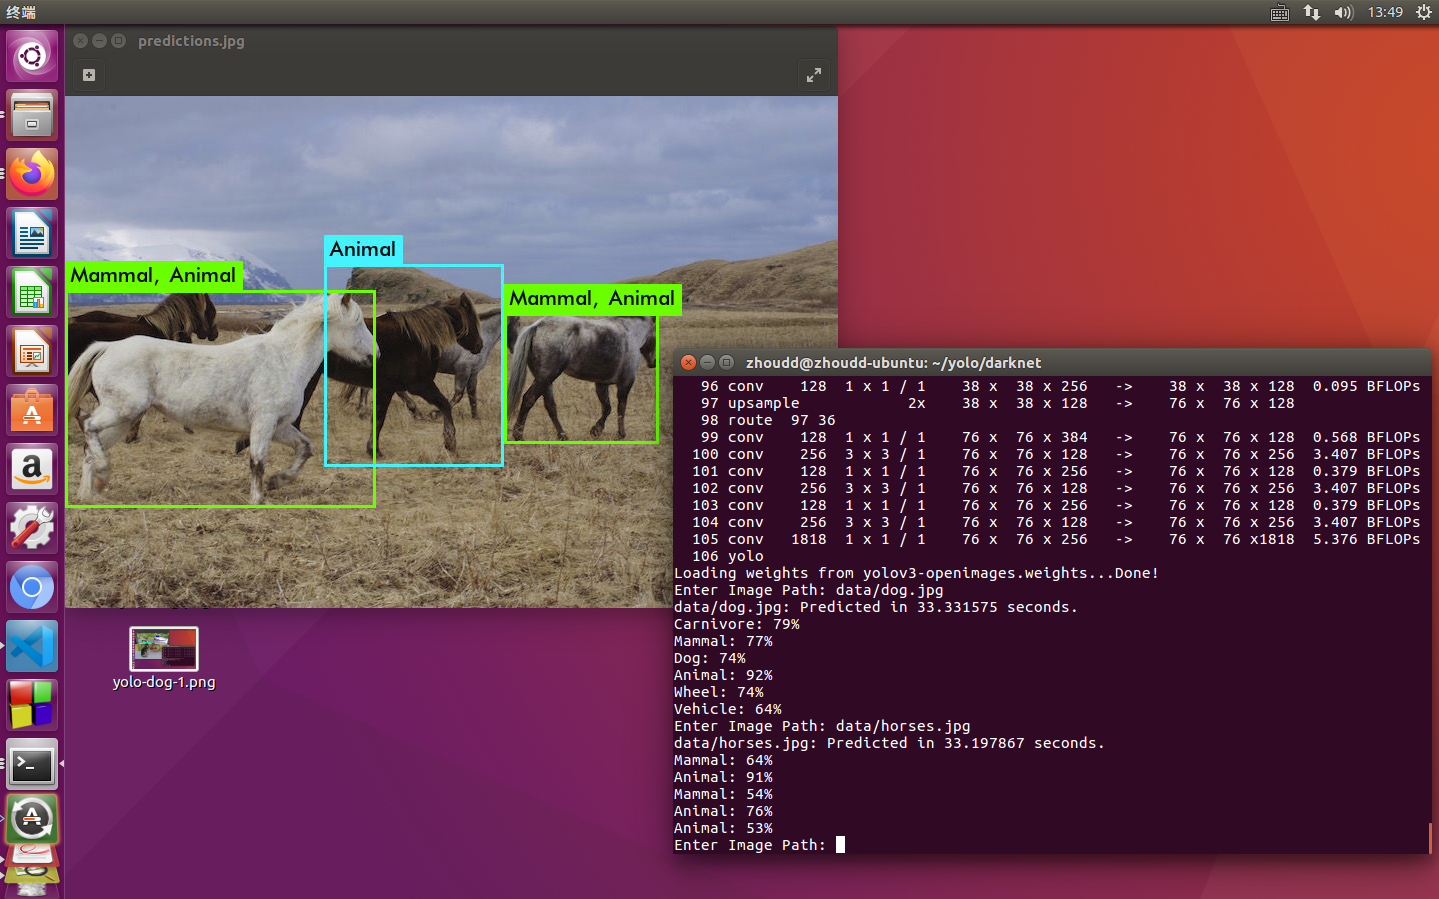 终端
13:49
predictions.jpg
Animal
Mammal, Animal
Mammal, Animal
yolo-dog-1.png
zhoudd@zhoudd-ubuntu: ~/yolo/darknet
96 conv 128 1 x 1 / 1 38 x 38 x 256 -> 38 x 38 x 128 0.095 BFLOPs
97 upsample 2x 38 x 38 x 128 -> 76 x 76 x 128
98 route 97 36
99 conv 128 1 x 1 / 1 76 x 76 x 384 -> 76 x 76 x 128 0.568 BFLOPs
100 conv 256 3 x 3 / 1 76 x 76 x 128 -> 76 x 76 x 256 3.407 BFLOPs
101 conv 128 1 x 1 / 1 76 x 76 x 256 -> 76 x 76 x 128 0.379 BFLOPs
102 conv 256 3 x 3 / 1 76 x 76 x 128 -> 76 x 76 x 256 3.407 BFLOPs
103 conv 128 1 x 1 / 1 76 x 76 x 256 -> 76 x 76 x 128 0.379 BFLOPs
104 conv 256 3 x 3 / 1 76 x 76 x 128 -> 76 x 76 x 256 3.407 BFLOPs
105 conv 1818 1 x 1 / 1 76 x 76 x 256 -> 76 x 76 x1818 5.376 BFLOPs
106 yolo
Loading weights from yolov3-openimages.weights...Done!
Enter Image Path: data/dog.jpg
data/dog.jpg: Predicted in 33.331575 seconds.
Carnivore: 79%
Mammal: 77%
Dog: 74%
Animal: 92%
Wheel: 74%
Vehicle: 64%
Enter Image Path: data/horses.jpg
data/horses.jpg: Predicted in 33.197867 seconds.
Mammal: 64%
Animal: 91%
Mammal: 54%
Animal: 76%
Animal: 53%
Enter Image Path: